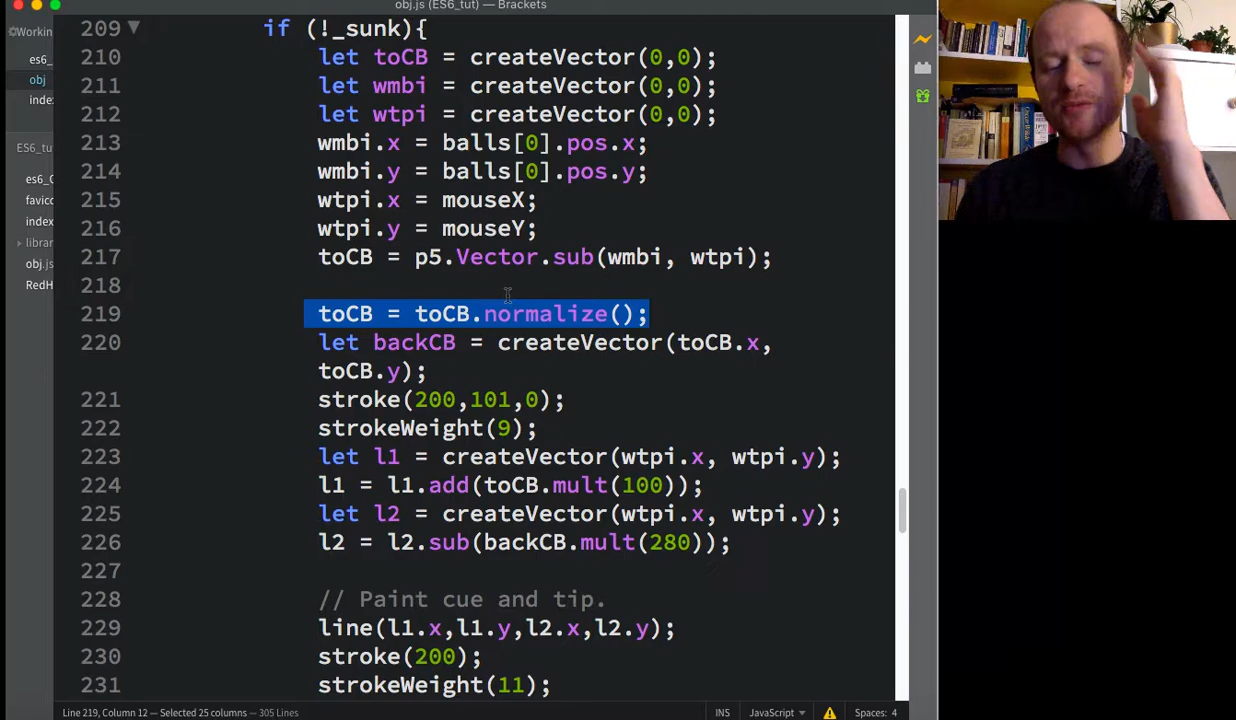 obj.js (ES6_tut) — Brackets
Workin
es6_
obj
index
ES6_tut
es6_C
favico
index
librar
obj.js
RedH
209 if (!_sunk){
210 let toCB = createVector(0,0);
211 let wmbi = createVector(0,0);
212 let wtpi = createVector(0,0);
213 wmbi.x = balls[0].pos.x;
214 wmbi.y = balls[0].pos.y;
215 wtpi.x = mouseX;
216 wtpi.y = mouseY;
217 toCB = p5.Vector.sub(wmbi, wtpi);
218
219 toCB = toCB.normalize();
220 let backCB = createVector(toCB.x,
toCB.y);
221 stroke(200,101,0);
222 strokeWeight(9);
223 let l1 = createVector(wtpi.x, wtpi.y);
224 l1 = l1.add(toCB.mult(100));
225 let l2 = createVector(wtpi.x, wtpi.y);
226 l2 = l2.sub(backCB.mult(280));
227
228 // Paint cue and tip.
229 line(l1.x,l1.y,l2.x,l2.y);
230 stroke(200);
231 strokeWeight(11);
Line 219, Column 12 — Selected 25 columns — 305 Lines
INS
JavaScript
Spaces: 4